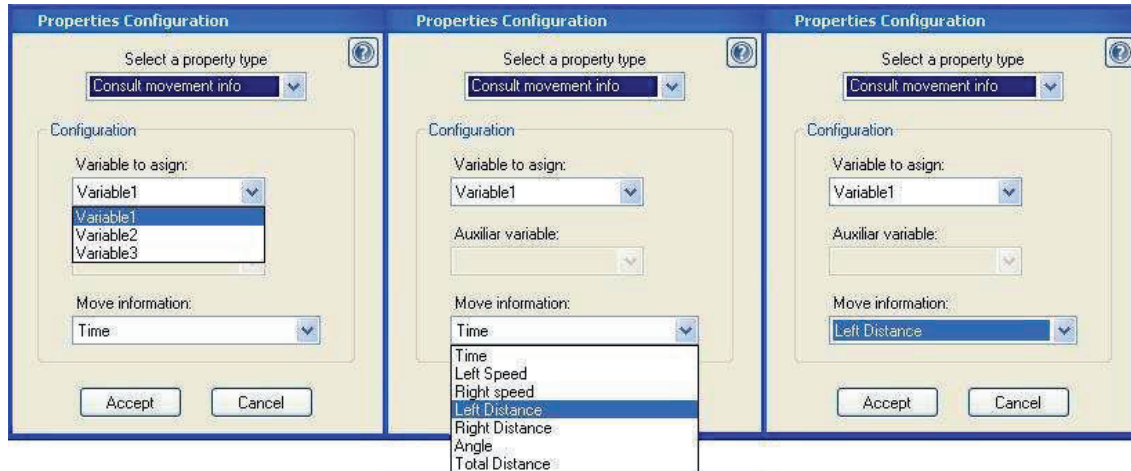 Properties Configuration
Select a property type
Consult movement info
Configuration
Variable to asign:
Variable1
Variable1
Variable2
Variable3
Move information:
Time
Accept
Cancel
Properties Configuration
Select a property type
Consult movement info
Configuration
Variable to asign:
Variable1
Auxiliar variable:
Move information:
Time
Time
Left Speed
Right speed
Left Distance
Right Distance
Angle
Total Distance
Properties Configuration
Select a property type
Consult movement info
Configuration
Variable to asign:
Variable1
Auxiliar variable:
Move information:
Left Distance
Accept
Cancel